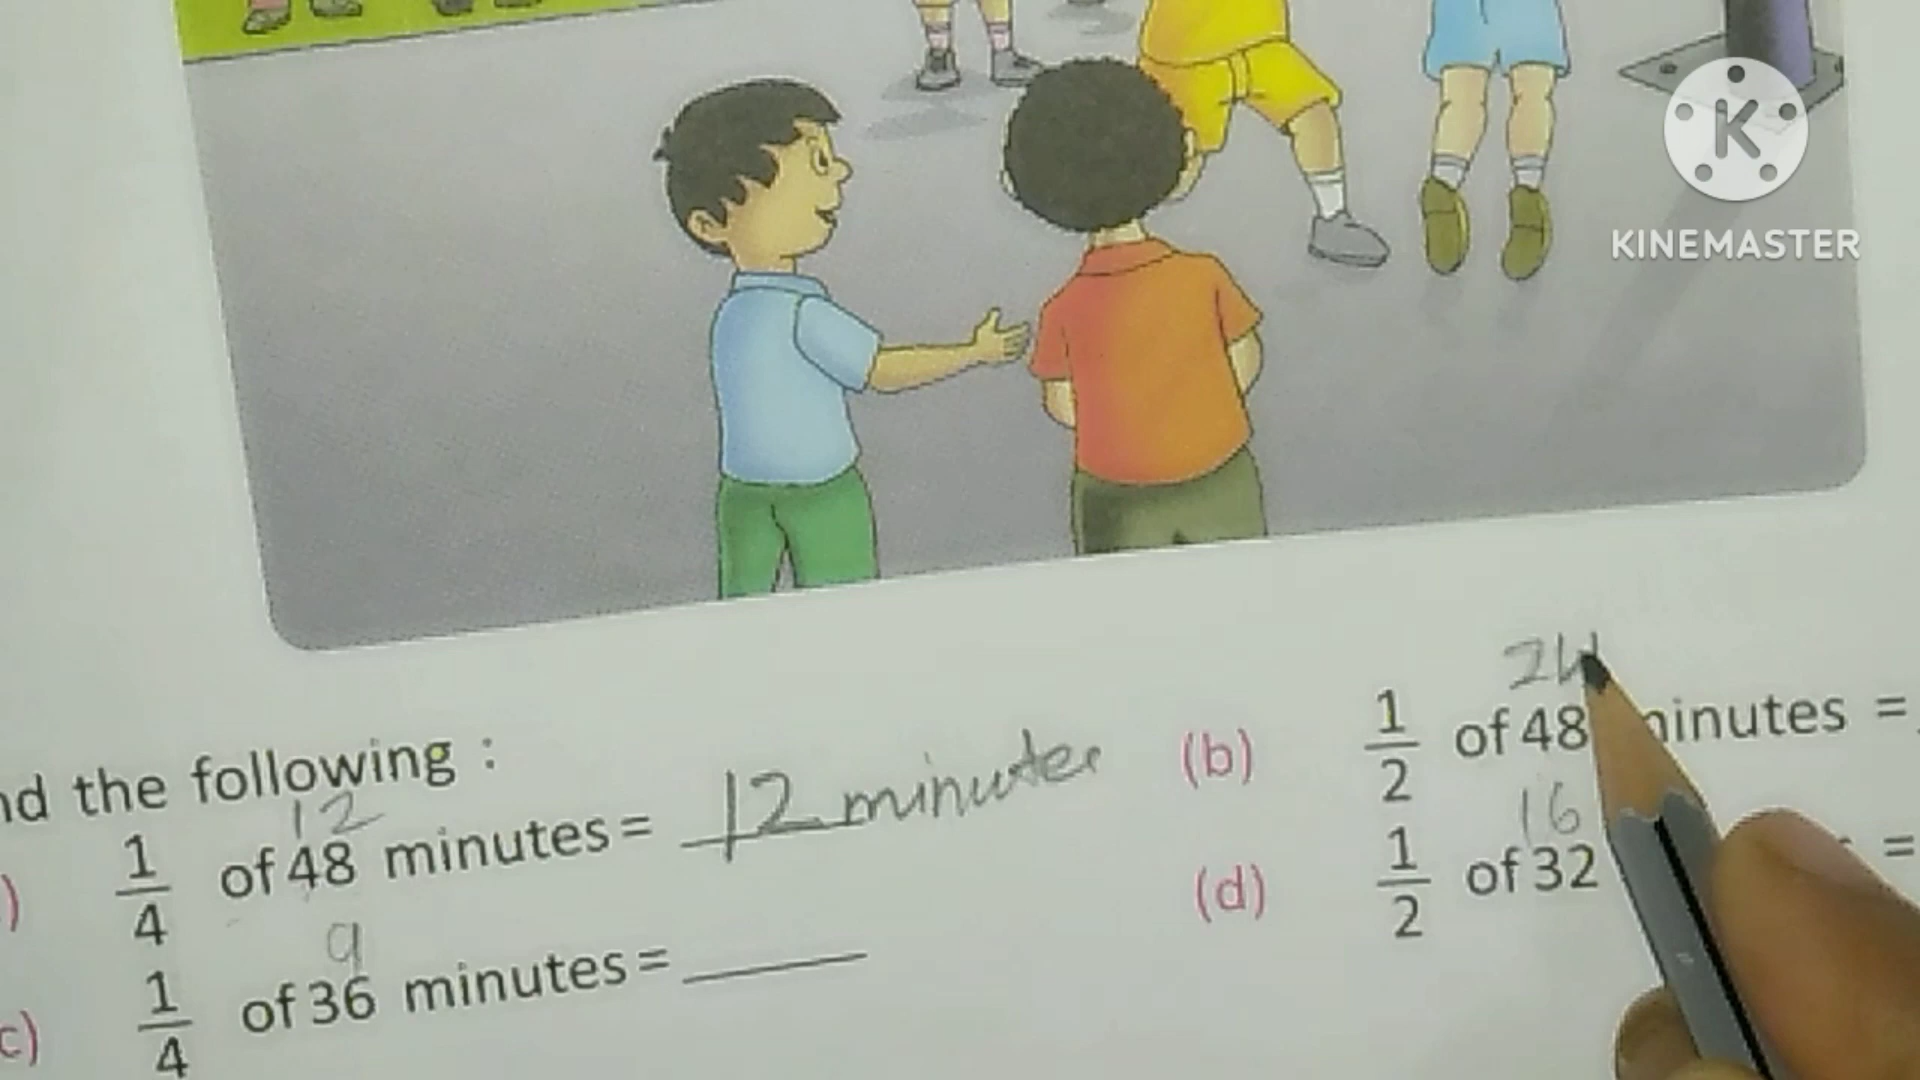 K
KINEMASTER
nd the following :
12
) 1/4 of 48 minutes = 12 minutes
24
(b) 1/2 of 48 minutes =
9
c) 1/4 of 36 minutes = ____
16
(d) 1/2 of 32 =